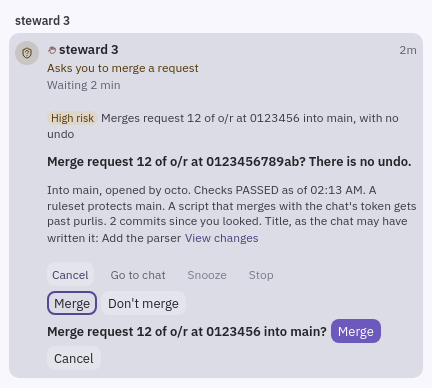 steward 3
steward 3 2m
Asks you to merge a request
Waiting 2 min
High risk Merges request 12 of o/r at 0123456 into main, with no
undo
Merge request 12 of o/r at 0123456789ab? There is no undo.
Into main, opened by octo. Checks PASSED as of 02:13 AM. A
ruleset protects main. A script that merges with the chat's token gets
past purlis. 2 commits since you looked. Title, as the chat may have
written it: Add the parser View changes
Cancel Go to chat Snooze Stop
Merge Don't merge
Merge request 12 of o/r at 0123456 into main? Merge
Cancel